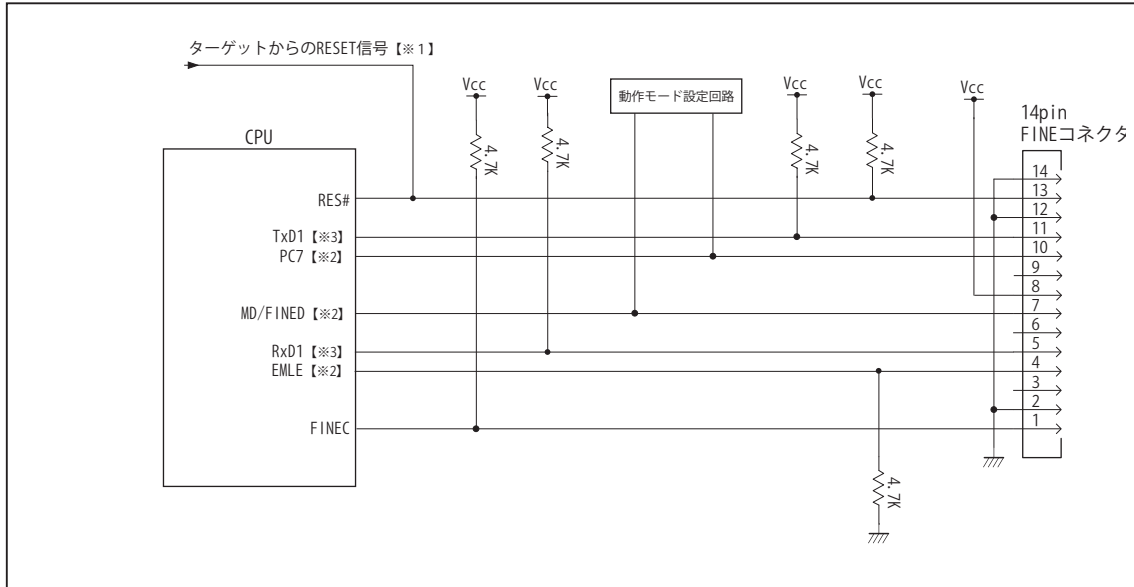 ターゲットからのRESET信号【※1】
Vcc
Vcc
動作モード設定回路
Vcc
Vcc
Vcc
14pin
FINEコネクタ
CPU
4.7K
4.7K
4.7K
4.7K
14
RES#
13
12
TxD1【※3】
11
PC7【※2】
10
9
8
MD/FINED【※2】
7
6
RxD1【※3】
5
EMLE【※2】
4
3
2
FINEC
1
4.7K